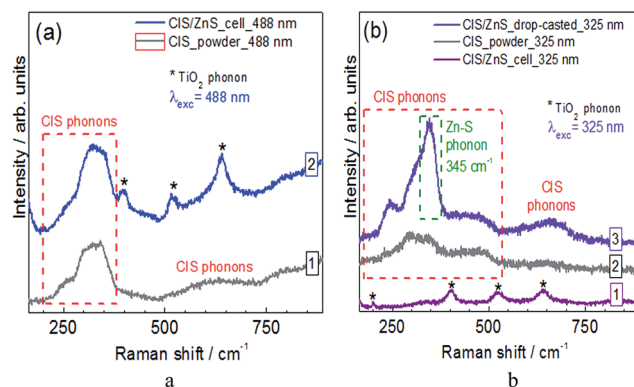 (a)
CIS/ZnS_cell_488 nm
CIS_powder_488 nm
* TiO2 phonon
λexc= 488 nm
CIS phonons
*
*
*
2
CIS phonons
1
Intensity / arb. units
250 500 750
Raman shift / cm-1
a
b
CIS/ZnS_drop-casted_325 nm
CIS_powder_325 nm
CIS/ZnS_cell_325 nm
CIS phonons
* TiO2 phonon
λexc= 325 nm
Zn-S
phonon
345 cm-1
CIS
phonons
3
2
* * * *
1
Intensity / arb. units
250 500 750
Raman shift / cm-1
b